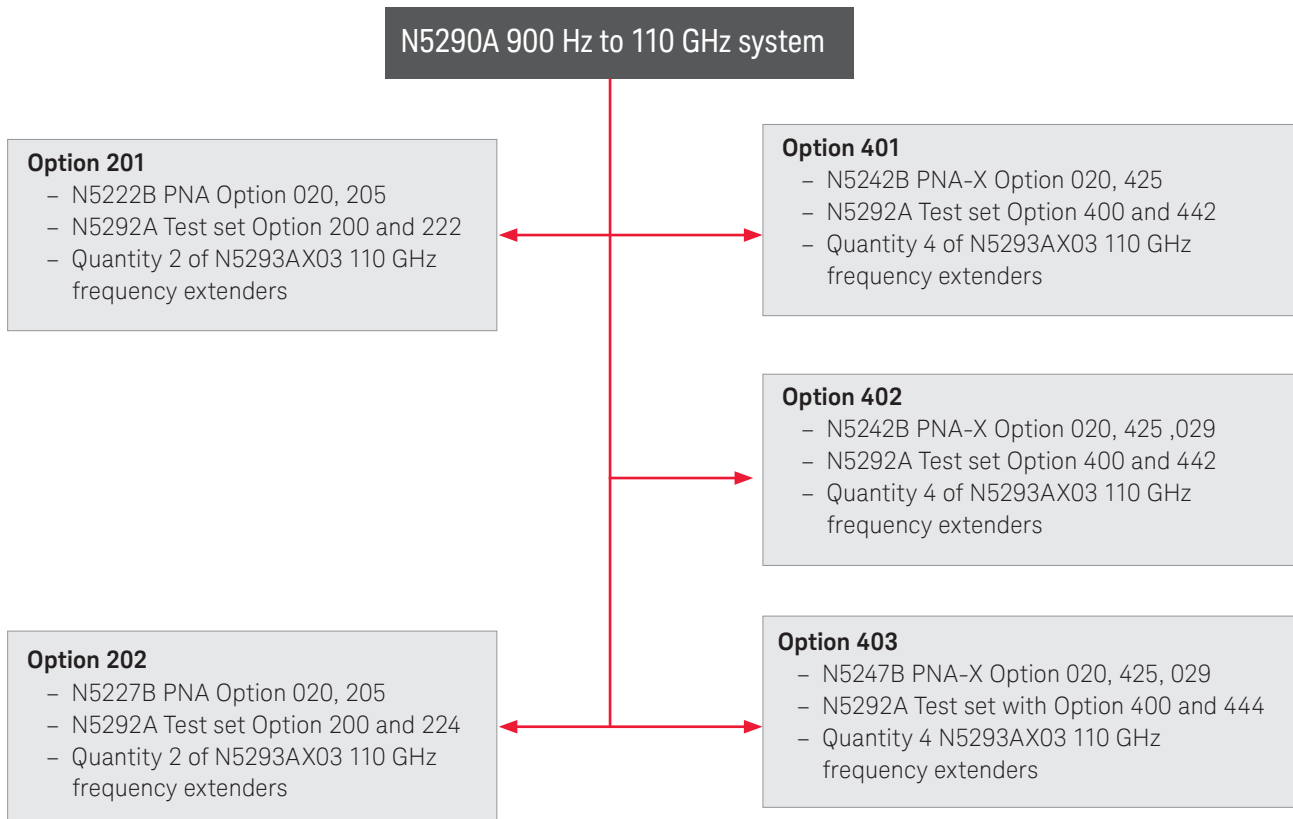 N5290A 900 Hz to 110 GHz system
Option 201
– N5222B PNA Option 020, 205
– N5292A Test set Option 200 and 222
– Quantity 2 of N5293AX03 110 GHz
frequency extenders
Option 401
– N5242B PNA-X Option 020, 425
– N5292A Test set Option 400 and 442
– Quantity 4 of N5293AX03 110 GHz
frequency extenders
Option 402
– N5242B PNA-X Option 020, 425 ,029
– N5292A Test set Option 400 and 442
– Quantity 4 of N5293AX03 110 GHz
frequency extenders
Option 202
– N5227B PNA Option 020, 205
– N5292A Test set Option 200 and 224
– Quantity 2 of N5293AX03 110 GHz
frequency extenders
Option 403
– N5247B PNA-X Option 020, 425, 029
– N5292A Test set with Option 400 and 444
– Quantity 4 N5293AX03 110 GHz
frequency extenders